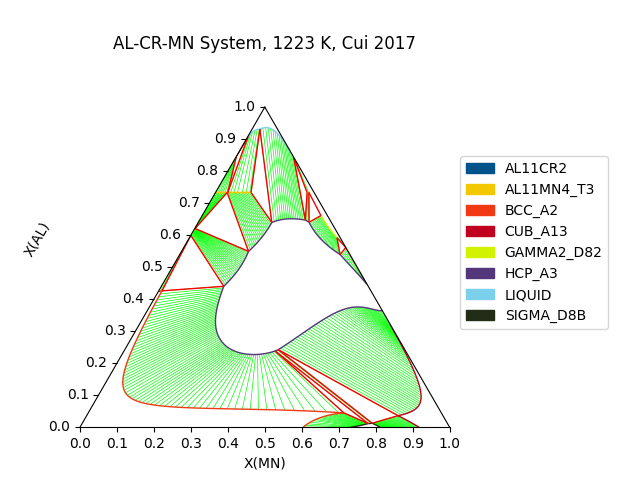 AL-CR-MN System, 1223 K, Cui 2017
1.0
0.9
0.8
0.7
0.6
0.5
0.4
0.3
0.2
0.1
0.0
X(AL)
0.0 0.1 0.2 0.3 0.4 0.5 0.6 0.7 0.8 0.9 1.0
X(MN)
AL11CR2
AL11MN4_T3
BCC_A2
CUB_A13
GAMMA2_D82
HCP_A3
LIQUID
SIGMA_D8B